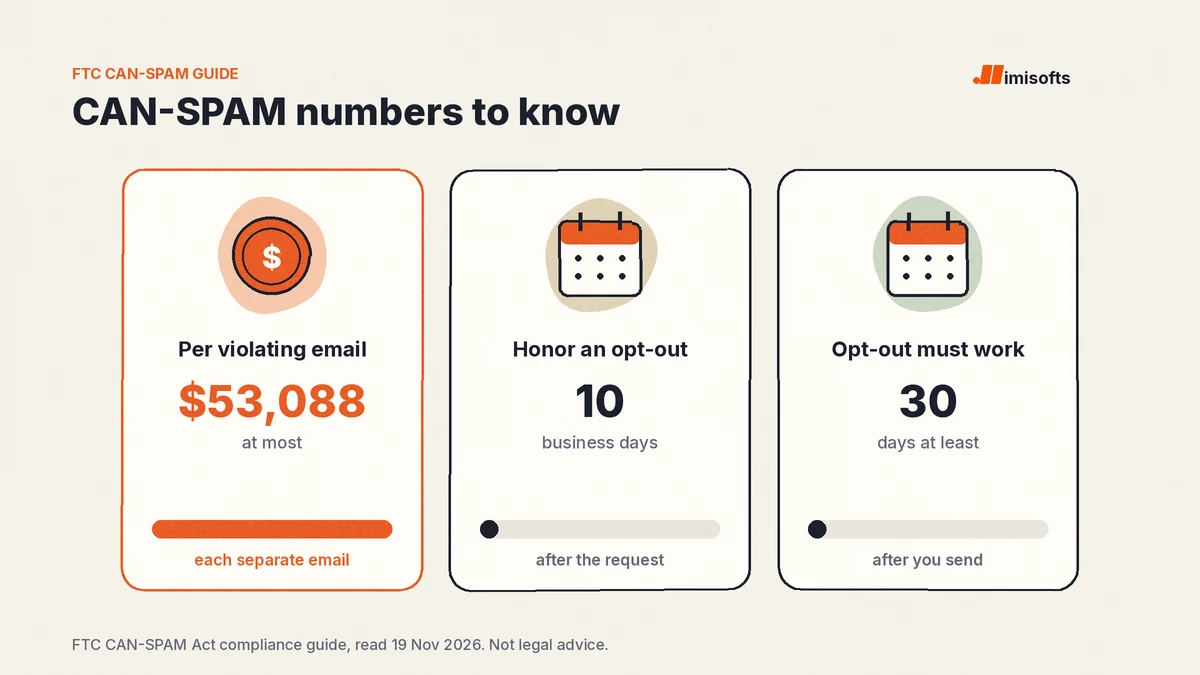 FTC CAN-SPAM GUIDE
imisofts
CAN-SPAM numbers to know
$
Per violating email
$53,088
at most
each separate email
Honor an opt-out
10
business days
after the request
Opt-out must work
30
days at least
after you send
FTC CAN-SPAM Act compliance guide, read 19 Nov 2026. Not legal advice.